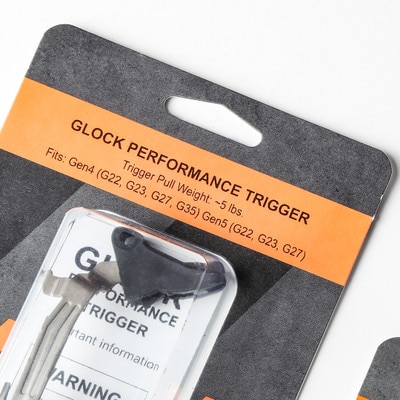 GLOCK PERFORMANCE TRIGGER
Trigger Pull Weight: ~5 lbs.
Fits: Gen4 (G22, G23, G27, G35) Gen5 (G22, G23, G27)
GLOCK
PERFORMANCE
TRIGGER
information
WARNING